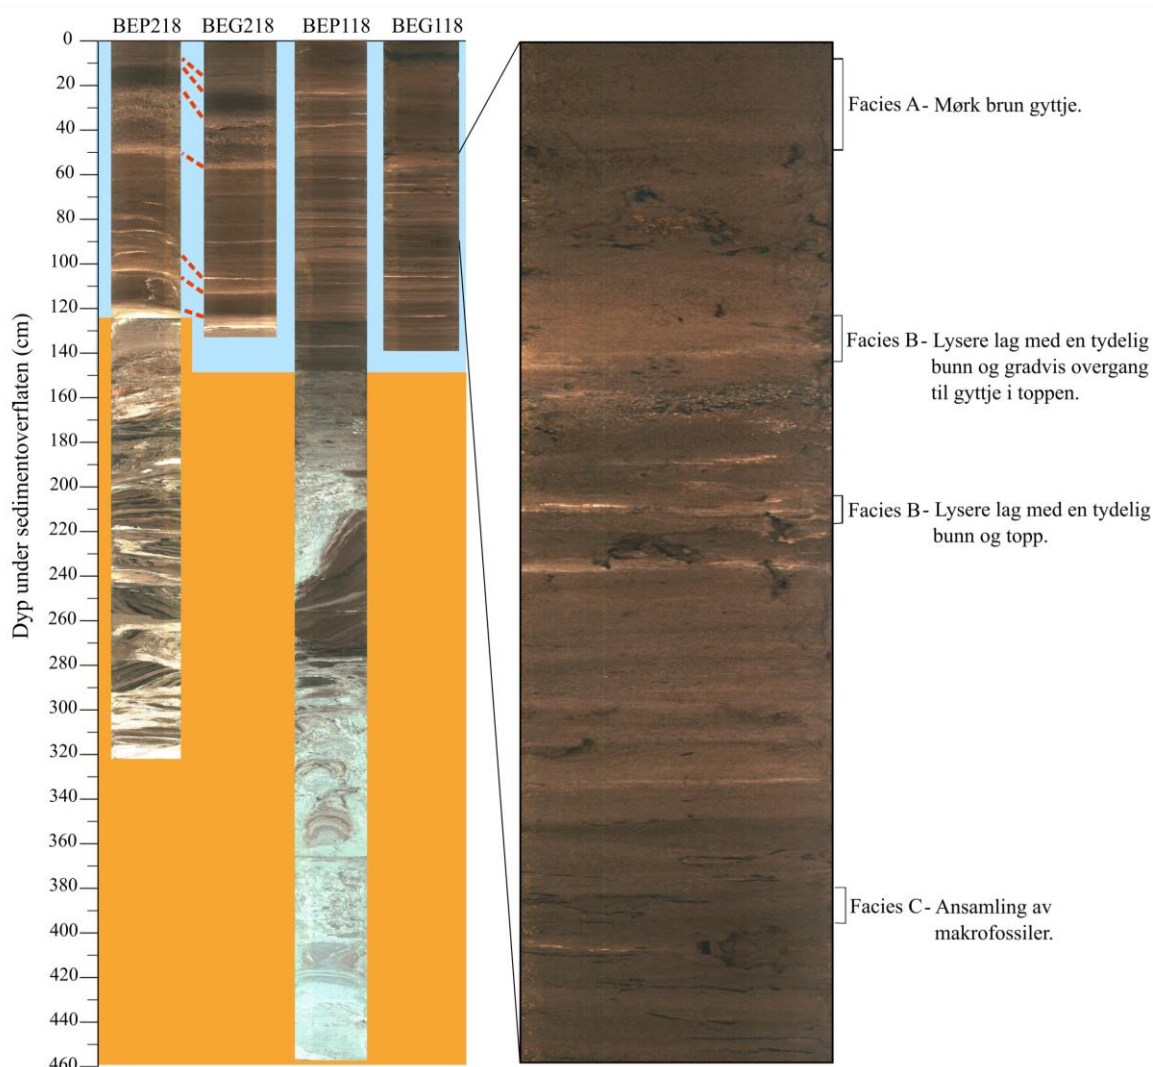 BEP218 BEG218 BEP118 BEG118
0
20
40
60
80
100
120
140
160
180
200
220
240
260
280
300
320
340
360
380
400
420
440
460
Dyp under sedimentoverflaten (cm)
Facies A - Mørk brun gyttje.
Facies B - Lysere lag med en tydelig
bunn og gradvis overgang
til gyttje i toppen.
Facies B - Lysere lag med en tydelig
bunn og topp.
Facies C - Ansamling av
makrofossiler.